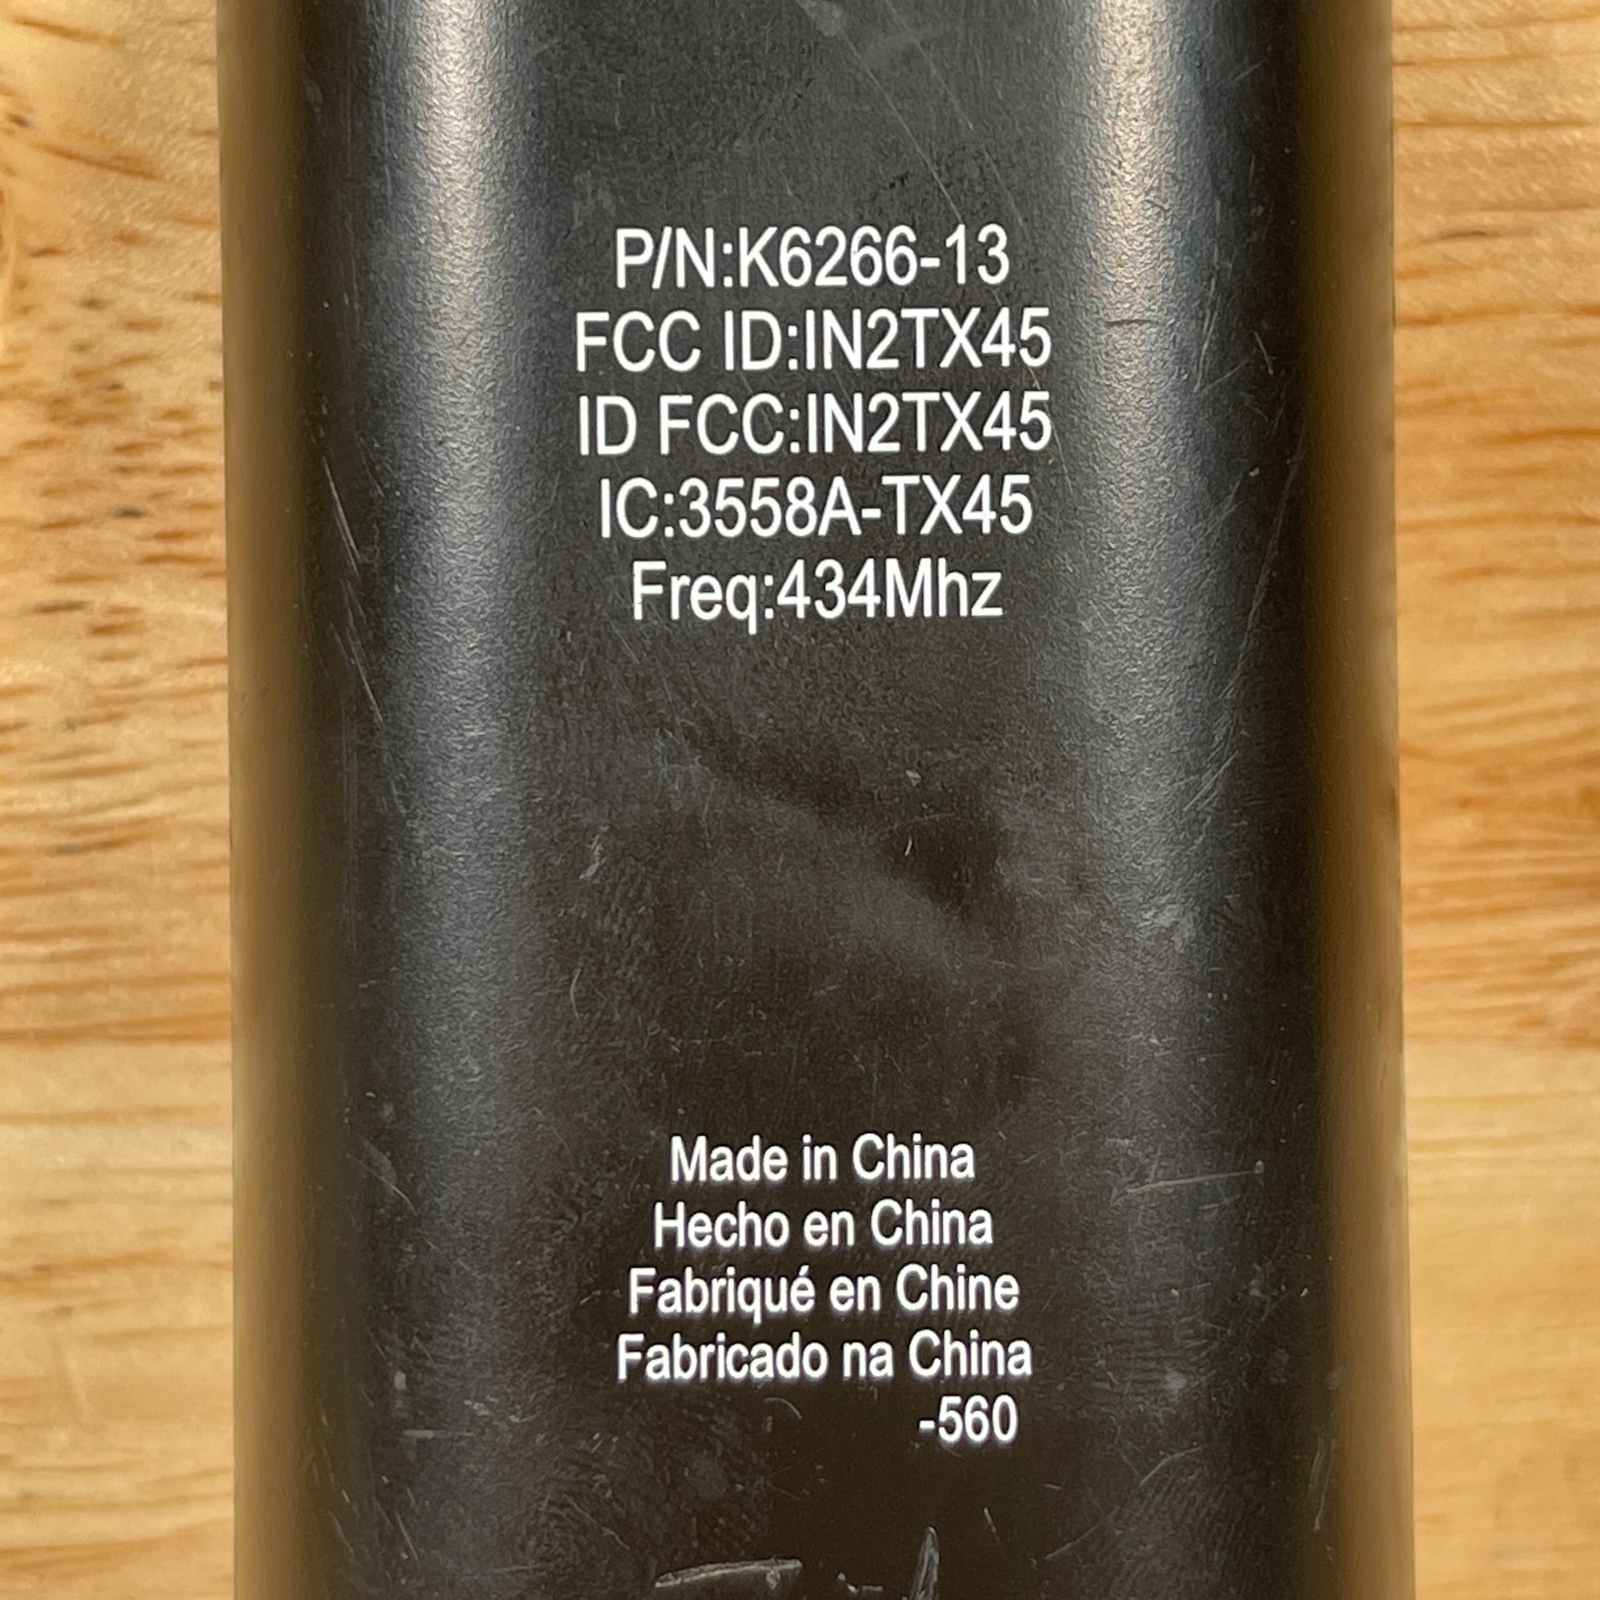 P/N:K6266-13
FCC ID:IN2TX45
ID FCC:IN2TX45
IC:3558A-TX45
Freq:434Mhz
Made in China
Hecho en China
Fabriqué en Chine
Fabricado na China
-560